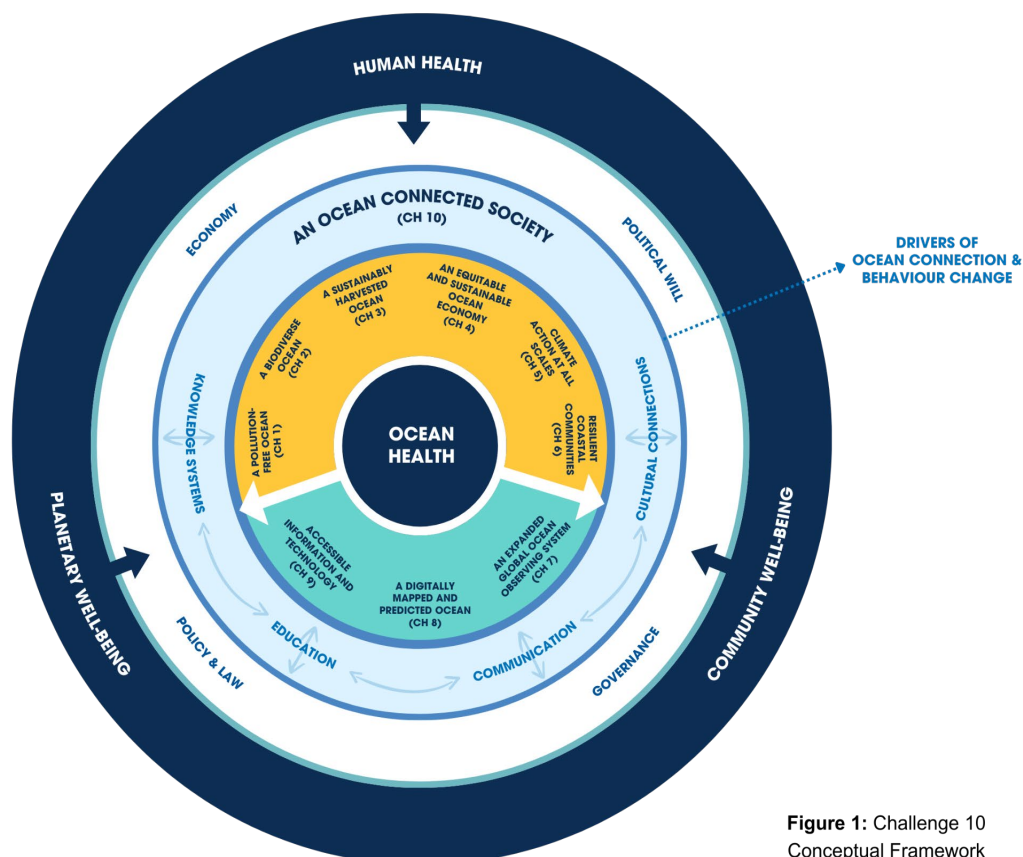 HUMAN HEALTH
ECONOMY
POLITICAL WILL
AN OCEAN CONNECTED SOCIETY
(CH 10)
DRIVERS OF
OCEAN CONNECTION &
BEHAVIOUR CHANGE
A SUSTAINABLY
HARVESTED
OCEAN
(CH 3)
AN EQUITABLE
AND SUSTAINABLE
OCEAN
ECONOMY
(CH 4)
A BIODIVERSE
OCEAN
(CH 2)
CLIMATE
ACTION AT ALL
SCALES
(CH 5)
A POLLUTION-
FREE OCEAN
(CH 1)
RESILIENT
COASTAL
COMMUNITIES
(CH 6)
KNOWLEDGE SYSTEMS
CULTURAL CONNECTIONS
OCEAN
HEALTH
ACCESSIBLE
INFORMATION AND
TECHNOLOGY
(CH 9)
A DIGITALLY
MAPPED AND
PREDICTED OCEAN
(CH 8)
AN EXPANDED
GLOBAL OCEAN
OBSERVING SYSTEM
(CH 7)
EDUCATION
COMMUNICATION
POLICY & LAW
GOVERNANCE
PLANETARY WELL-BEING
COMMUNITY WELL-BEING
Figure 1: Challenge 10
Conceptual Framework